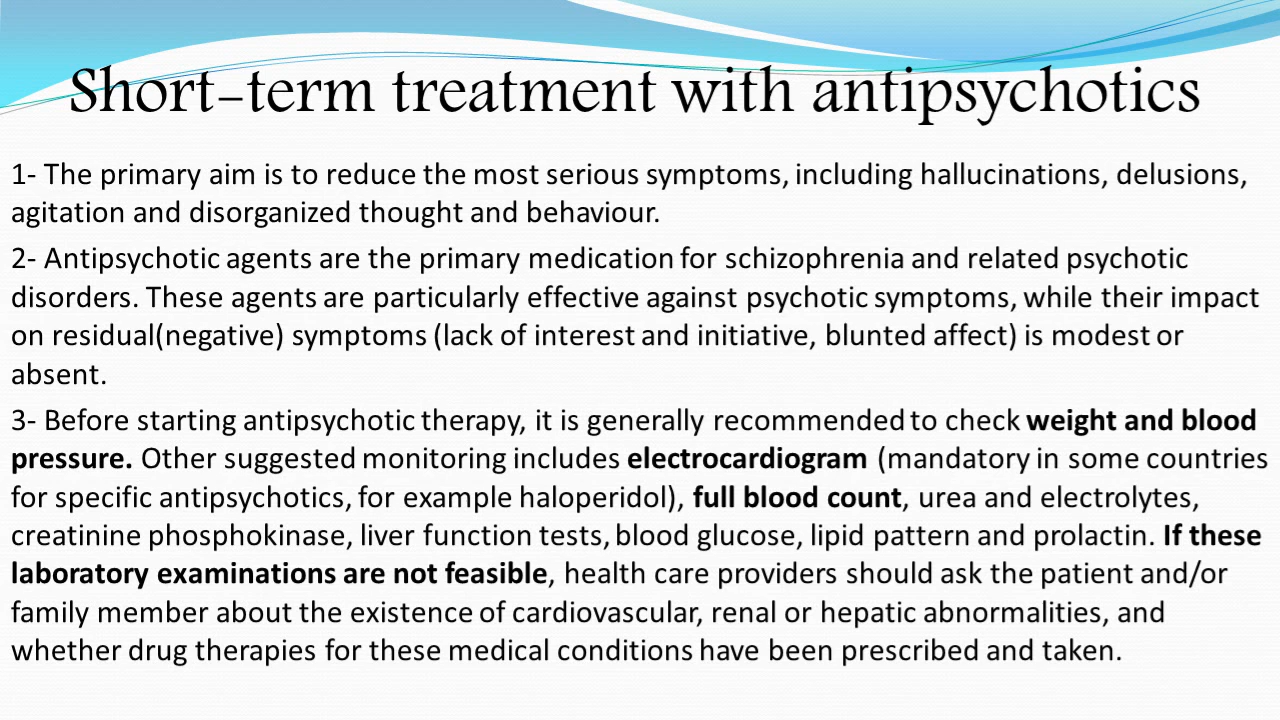 Short-term treatment with antipsychotics
1- The primary aim is to reduce the most serious symptoms, including hallucinations, delusions,
agitation and disorganized thought and behaviour.
2- Antipsychotic agents are the primary medication for schizophrenia and related psychotic
disorders. These agents are particularly effective against psychotic symptoms, while their impact
on residual(negative) symptoms (lack of interest and initiative, blunted affect) is modest or
absent.
3- Before starting antipsychotic therapy, it is generally recommended to check weight and blood
pressure. Other suggested monitoring includes electrocardiogram (mandatory in some countries
for specific antipsychotics, for example haloperidol), full blood count, urea and electrolytes,
creatinine phosphokinase, liver function tests, blood glucose, lipid pattern and prolactin. If these
laboratory examinations are not feasible, health care providers should ask the patient and/or
family member about the existence of cardiovascular, renal or hepatic abnormalities, and
whether drug therapies for these medical conditions have been prescribed and taken.